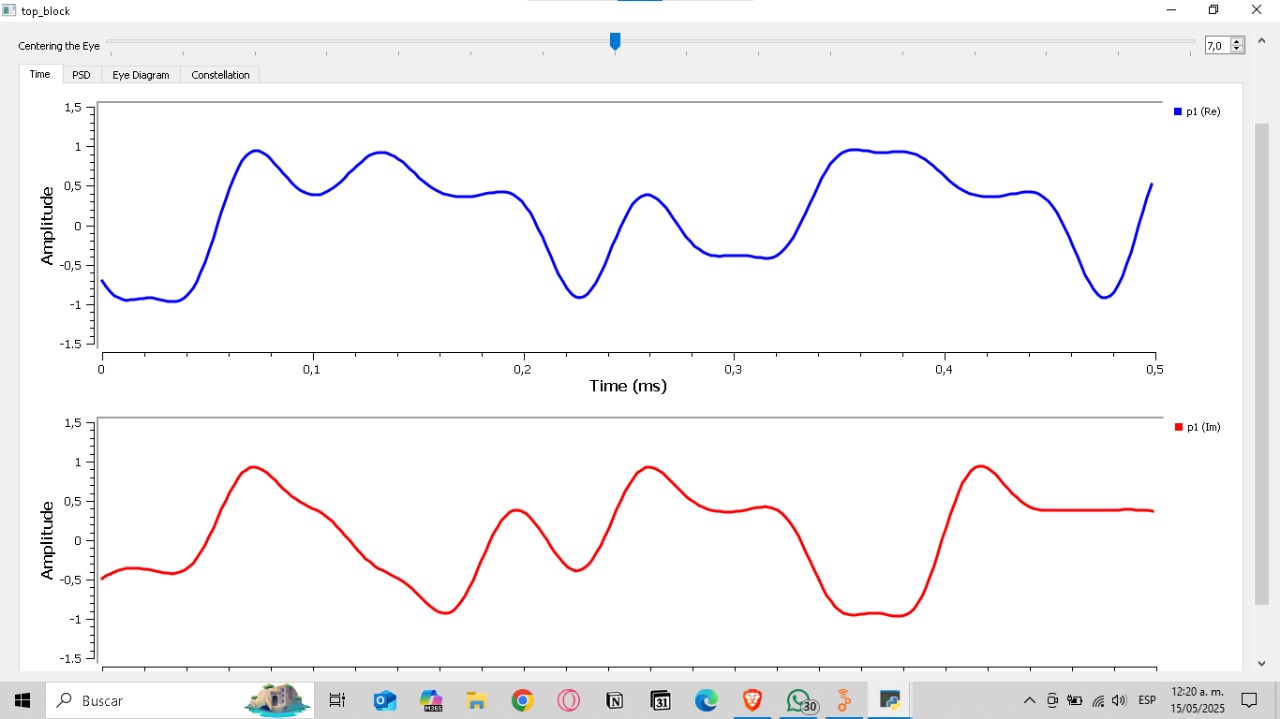 top_block
Centering the Eye
7,0
Time PSD Eye Diagram Constellation
1,5
1
0,5
0
-0,5
-1
-1.5
Amplitude
p1 (Re)
0 0,1 0,2 0,3 0,4 0,5
Time (ms)
1,5
1
0,5
0
-0,5
-1
-1.5
Amplitude
p1 (Im)
Buscar
M365
N
31
30
ESP
12:20 a. m.
15/05/2025